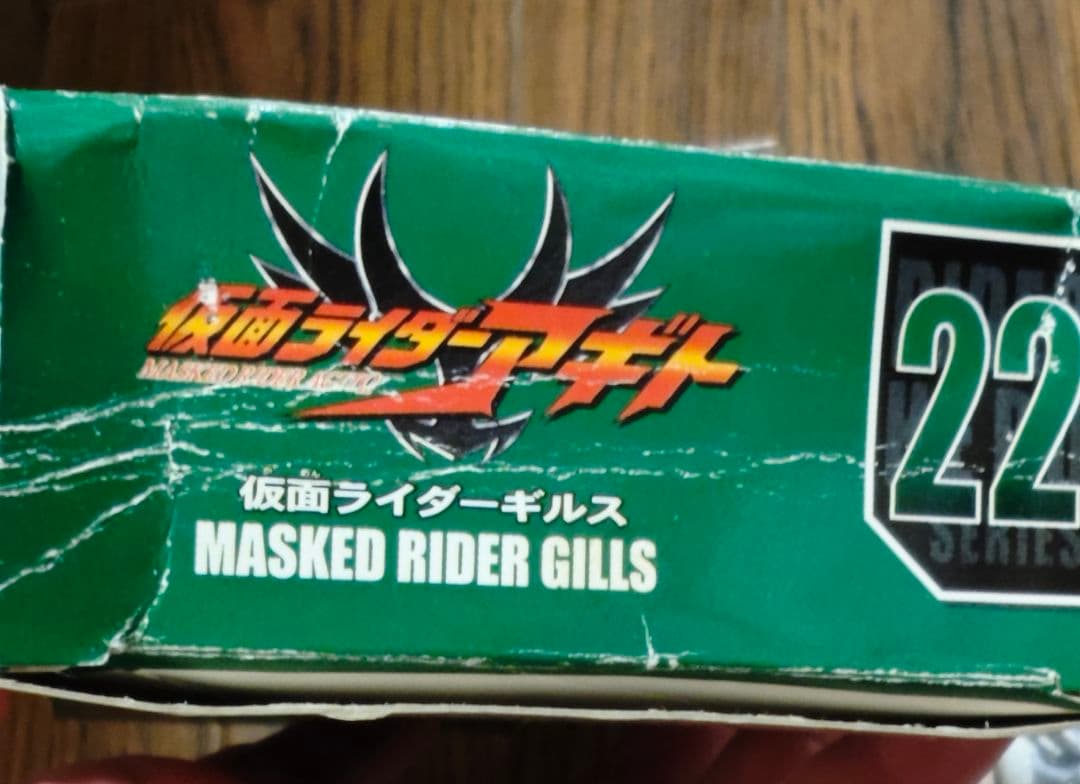 仮面ライダーアギト
MASKED RIDER AGITO
仮面ライダーギルス
MASKED RIDER GILLS
22
SERIES